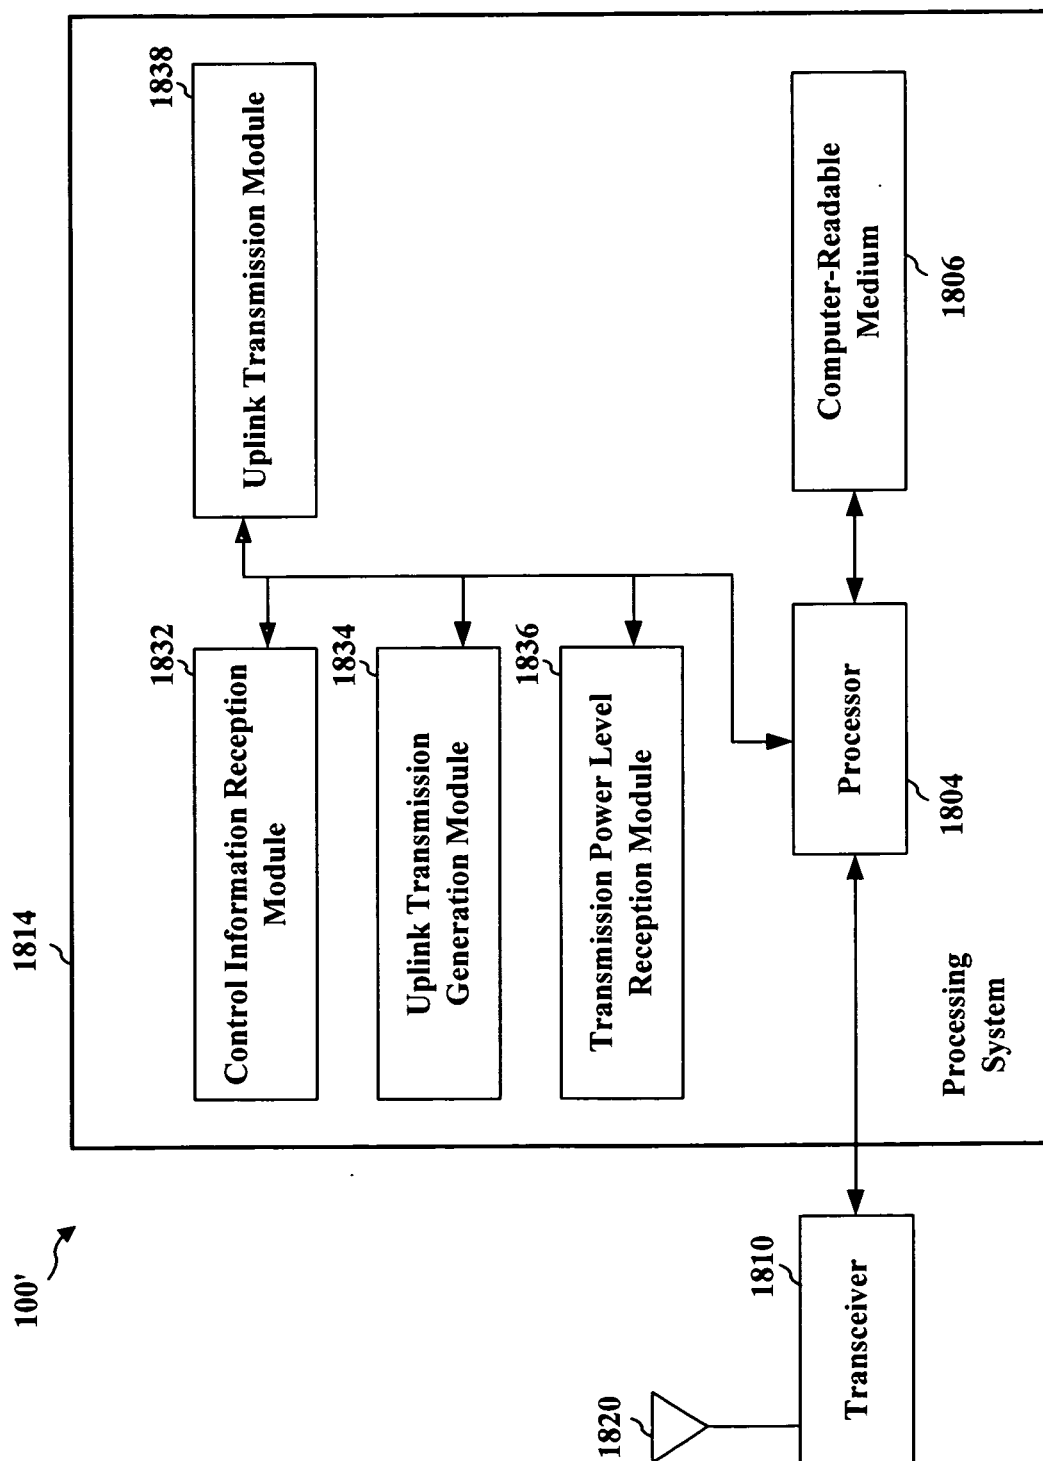 100'
1814
1832
Control Information Reception
Module
1838
Uplink Transmission Module
1834
Uplink Transmission
Generation Module
1836
Transmission Power Level
Reception Module
1820
1810
Transceiver
Processor
1804
Computer-Readable
Medium
1806
Processing
System